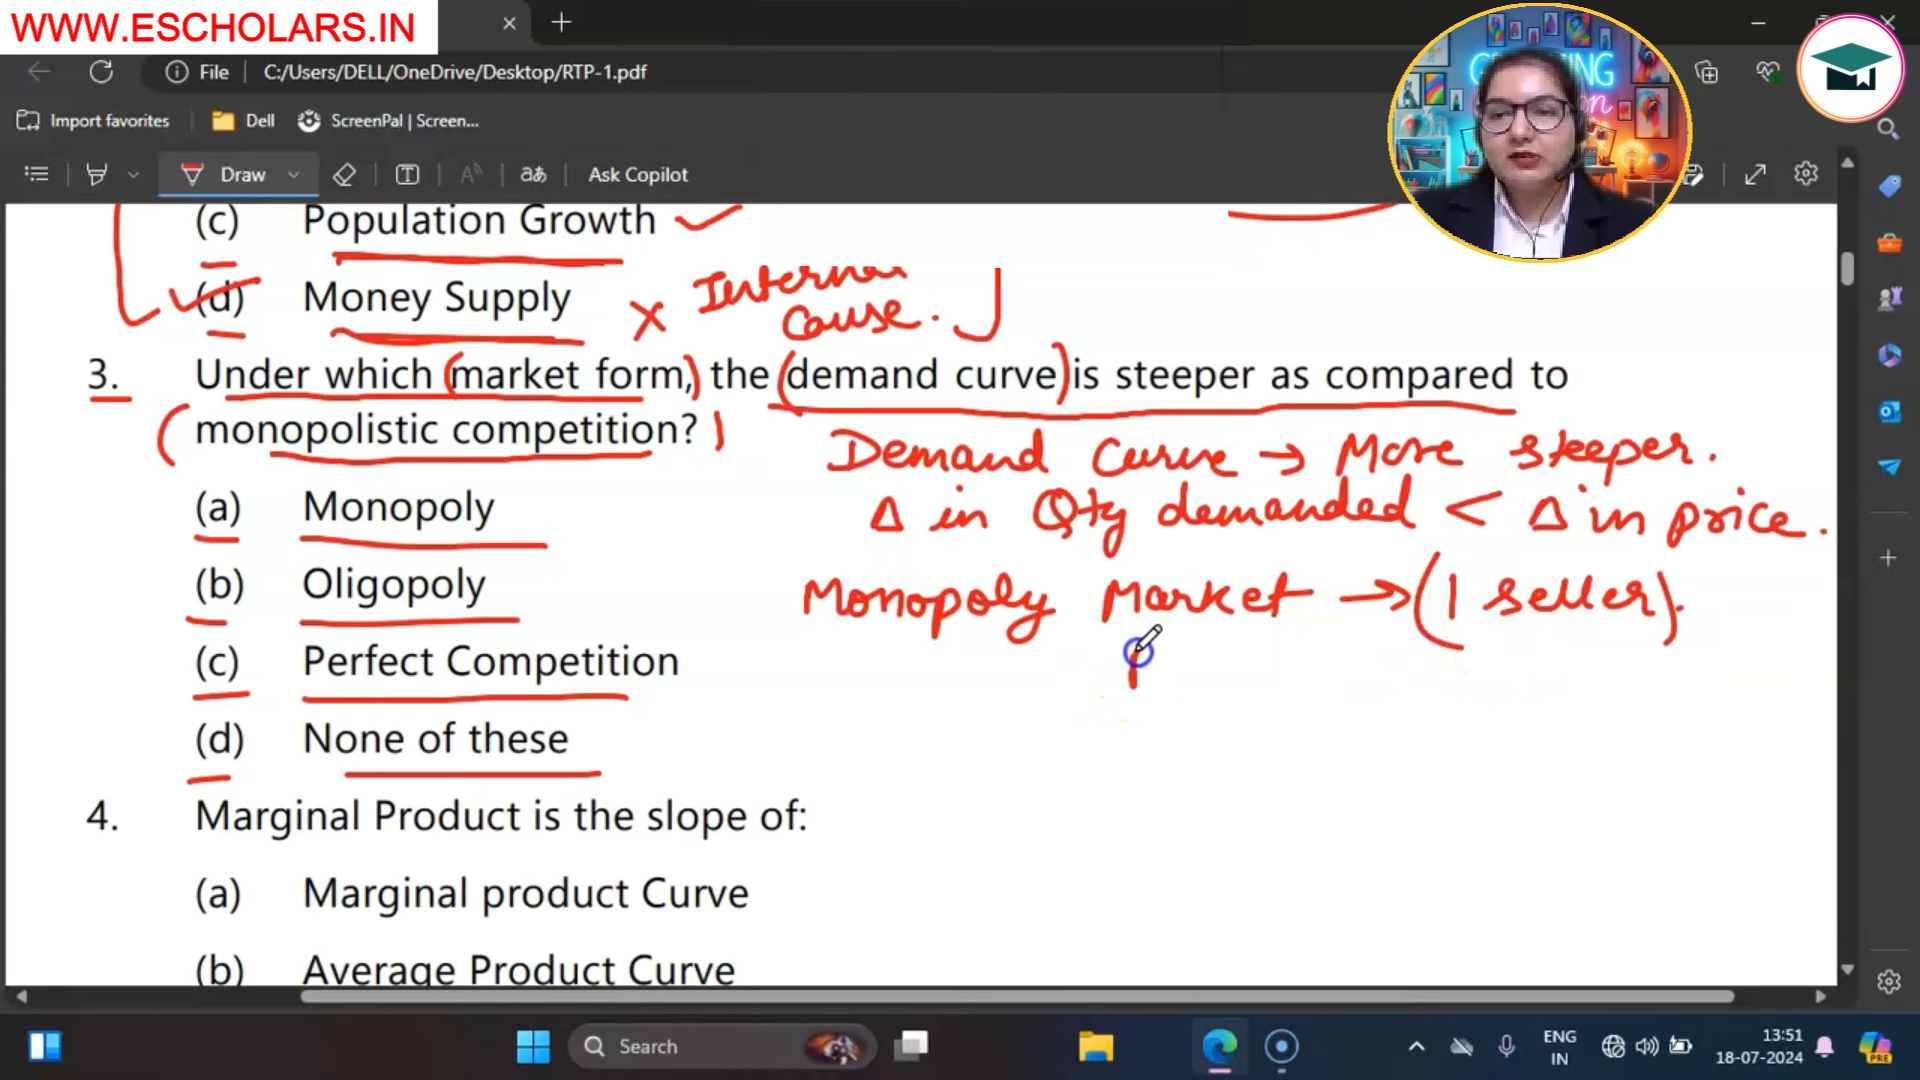 WWW.ESCHOLARS.IN
File
C:/Users/DELL/OneDrive/Desktop/RTP-1.pdf
Import favorites
Dell
ScreenPal | Screen...
Draw
Ask Copilot
(c) Population Growth
(d) Money Supply
cause.
3. Under which market form, the demand curve is steeper as compared to
monopolistic competition?
Demand Curve → More steeper.
Δ in Qty demanded < Δ in price.
(a) Monopoly
(b) Oligopoly
Monopoly Market → (1 seller).
(c) Perfect Competition
(d) None of these
4. Marginal Product is the slope of:
(a) Marginal product Curve
(b) Average Product Curve
Search
ENG
IN
13:51
18-07-2024
PRE